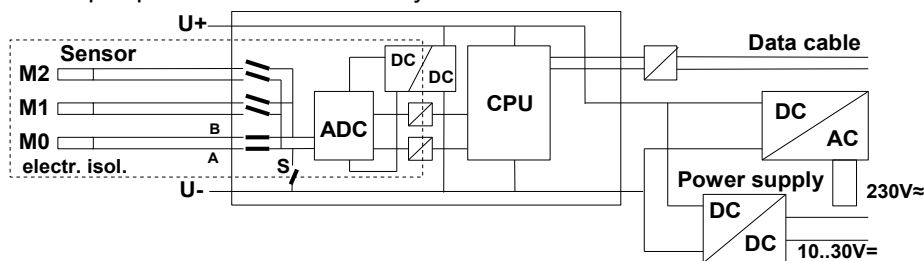 U+
Sensor
M2
M1
M0
B
A
electr. isol.
S
U-
DC
DC
ADC
CPU
Data cable
DC
AC
Power supply
230V≈
DC
DC
10..30V=